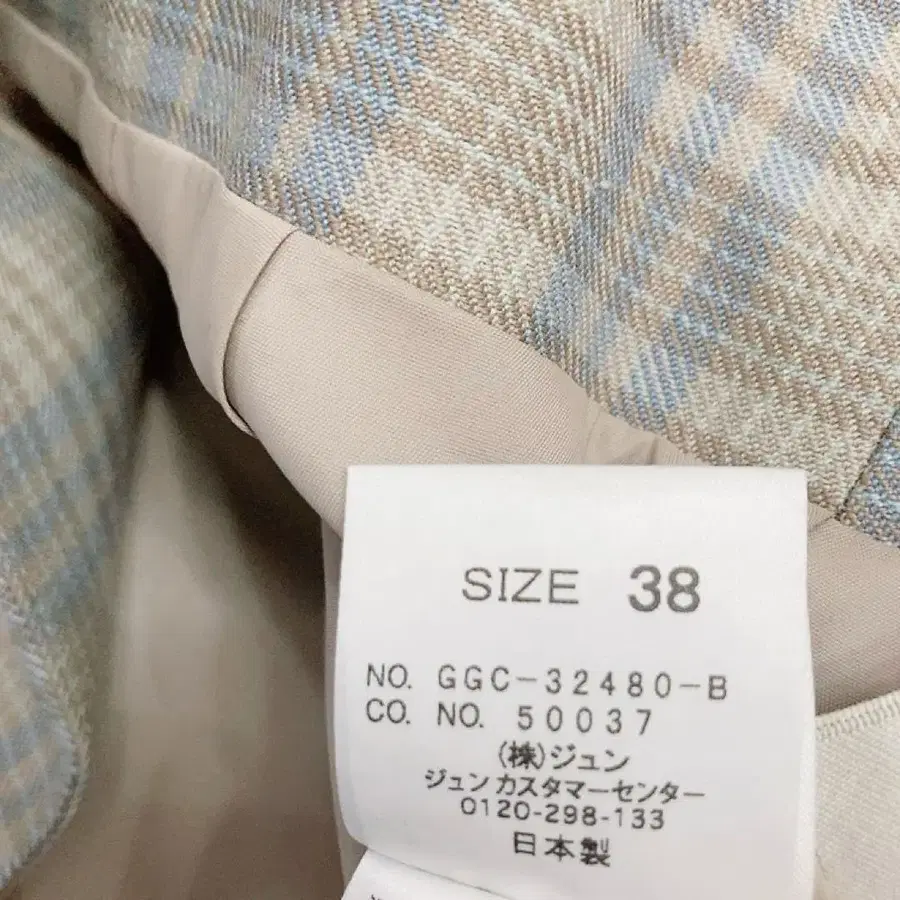 SIZE 38
NO. GGC-32480-B
CO. NO. 50037
(株)ジュン
ジュン カスタマーセンター
0120-298-133
日本製